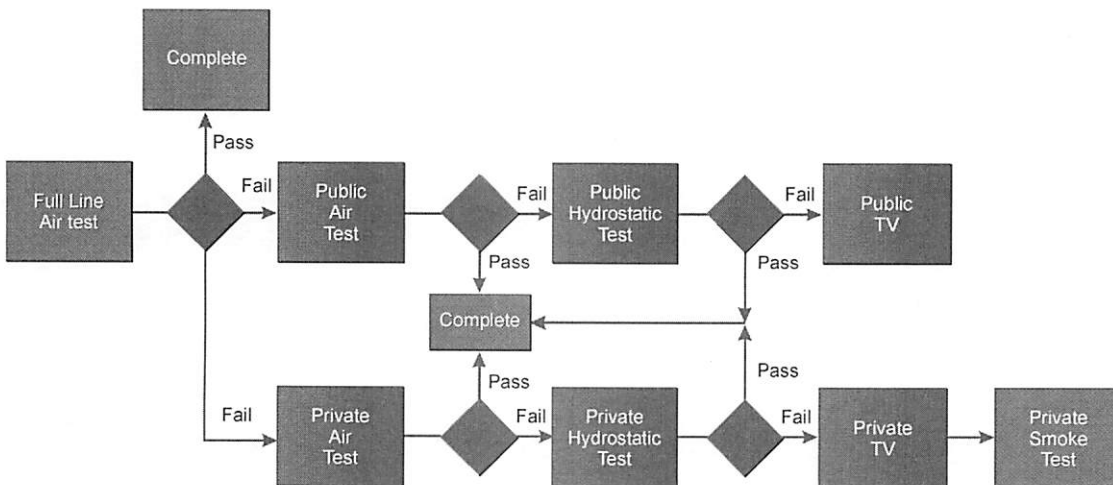 Complete
Pass
Full Line
Air test
Fail
Public
Air
Test
Fail
Public
Hydrostatic
Test
Fail
Public
TV
Pass
Pass
Complete
Pass
Pass
Fail
Private
Air
Test
Fail
Private
Hydrostatic
Test
Fail
Private
TV
Private
Smoke
Test